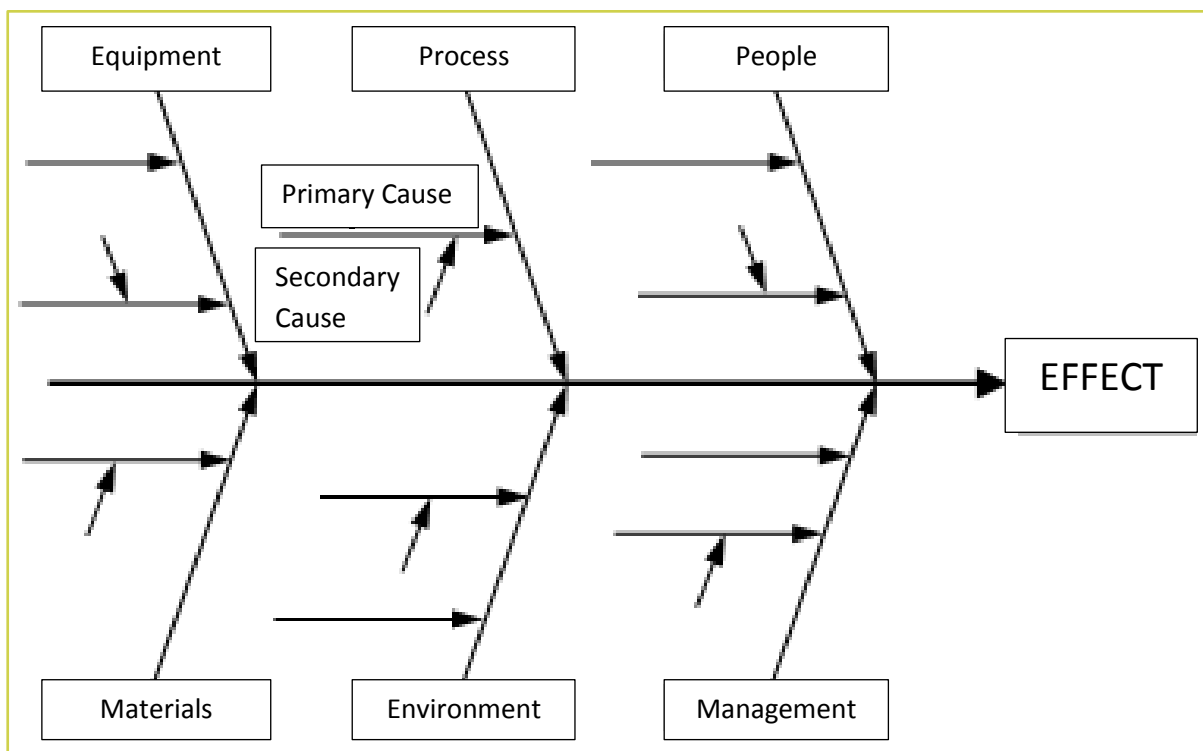 Equipment
Process
People
Primary Cause
Secondary
Cause
EFFECT
Materials
Environment
Management